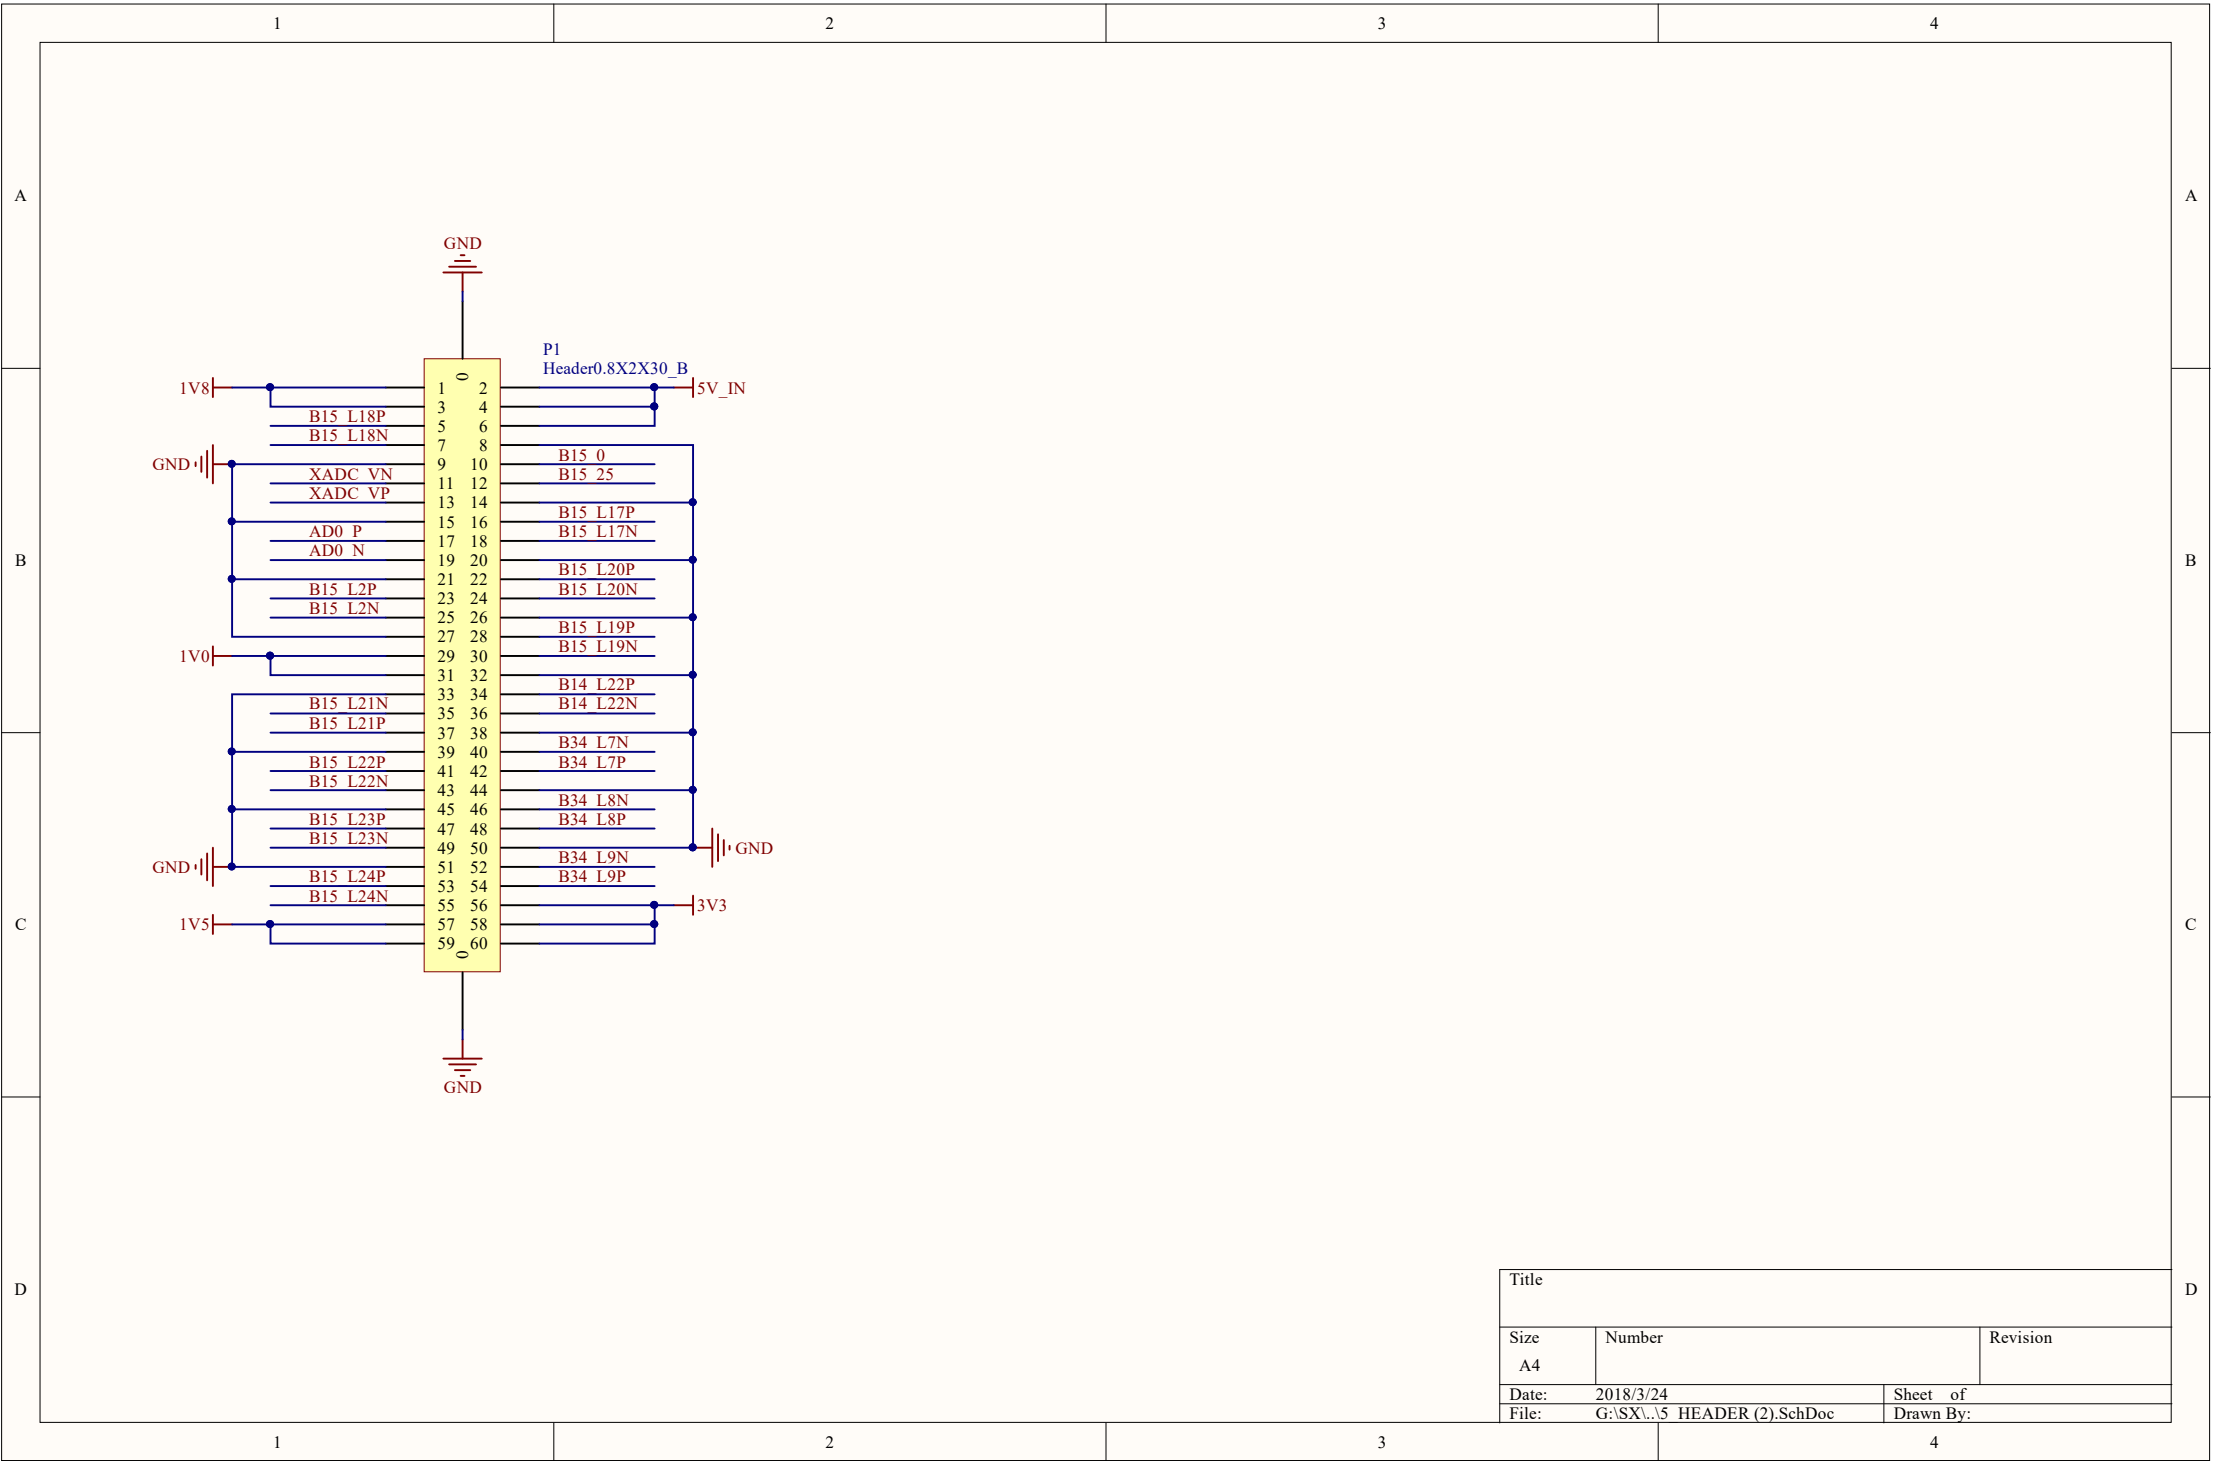 1 2 3 4
A A
GND
P1
Header0.8X2X30_B
0
1V8 1 2 5V_IN
3 4
B15_L18P 5 6
B15_L18N 7 8
GND 9 10 B15_0
XADC_VN 11 12 B15_25
XADC_VP 13 14
15 16 B15_L17P
AD0_P 17 18 B15_L17N
AD0_N 19 20
B B
21 22 B15_L20P
B15_L2P 23 24 B15_L20N
B15_L2N 25 26
27 28 B15_L19P
1V0 29 30 B15_L19N
31 32
33 34 B14_L22P
B15_L21N 35 36 B14_L22N
B15_L21P 37 38
39 40 B34_L7N
B15_L22P 41 42 B34_L7P
B15_L22N 43 44
45 46 B34_L8N
B15_L23P 47 48 B34_L8P
B15_L23N 49 50 GND
GND 51 52 B34_L9N
B15_L24P 53 54 B34_L9P
B15_L24N 55 56 3V3
C 1V5 57 58 C
59 60
0
GND
D D
Title
Size Number Revision
A4
Date: 2018/3/24 Sheet of
File: G:\SX\..\5_HEADER (2).SchDoc Drawn By:
1 2 3 4